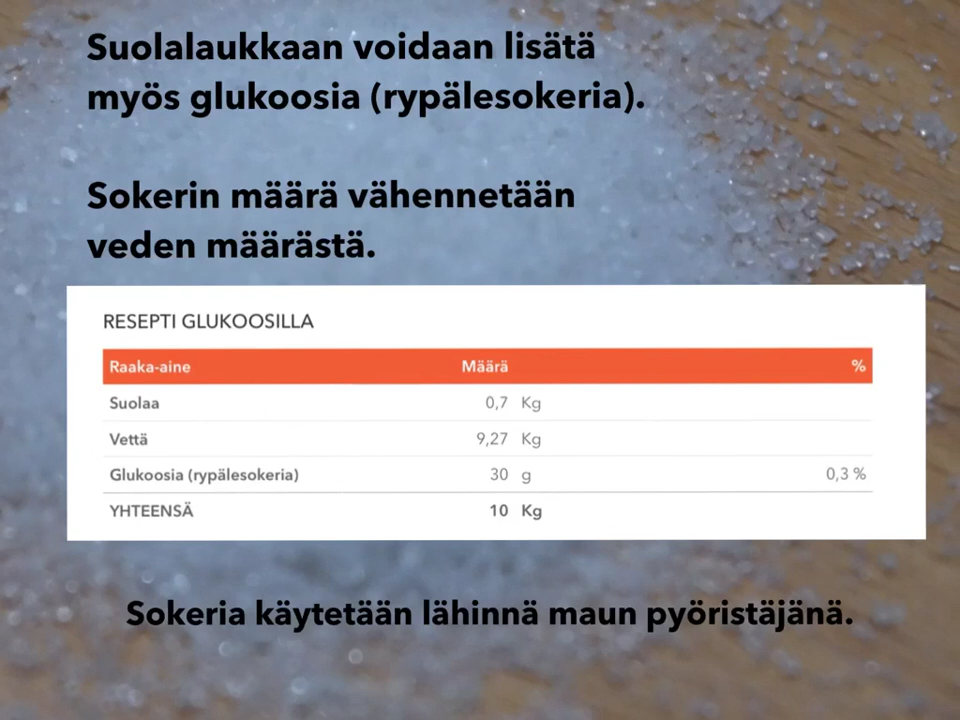 Suolalaukkaan voidaan lisätä
myös glukoosia (rypälesokeria).
Sokerin määrä vähennetään
veden määrästä.
RESEPTI GLUKOOSILLA
Raaka-aine Määrä %
Suolaa 0,7 Kg
Vettä 9,27 Kg
Glukoosia (rypälesokeria) 30 g 0,3 %
YHTEENSÄ 10 Kg
Sokeria käytetään lähinnä maun pyöristäjänä.